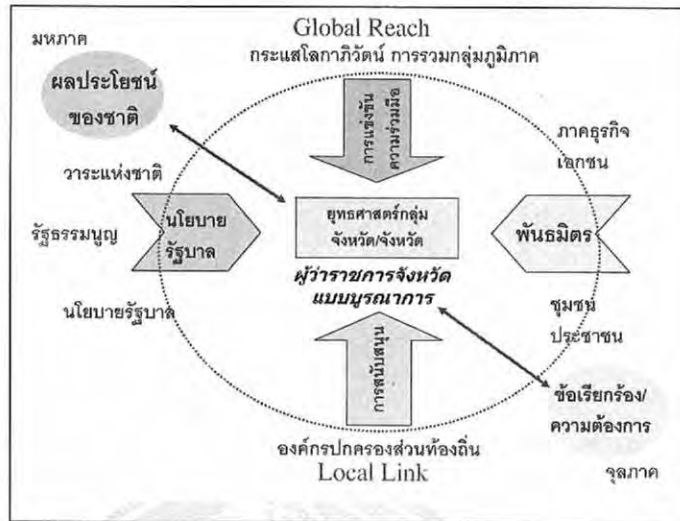 Global Reach
กระแสโลกาภิวัตน์ การรวมกลุ่มภูมิภาค
มหภาค
ผลประโยชน์
ของชาติ
การแข่งขัน
ความร่วมมือ
ภาคธุรกิจ
เอกชน
วาระแห่งชาติ
รัฐธรรมนูญ
นโยบายรัฐบาล
นโยบาย
รัฐบาล
ยุทธศาสตร์กลุ่ม
จังหวัด/จังหวัด
ผู้ว่าราชการจังหวัด
แบบบูรณาการ
พันธมิตร
ชุมชน
ประชาชน
การสนับสนุน
ข้อเรียกร้อง/
ความต้องการ
องค์กรปกครองส่วนท้องถิ่น
Local Link
จุลภาค